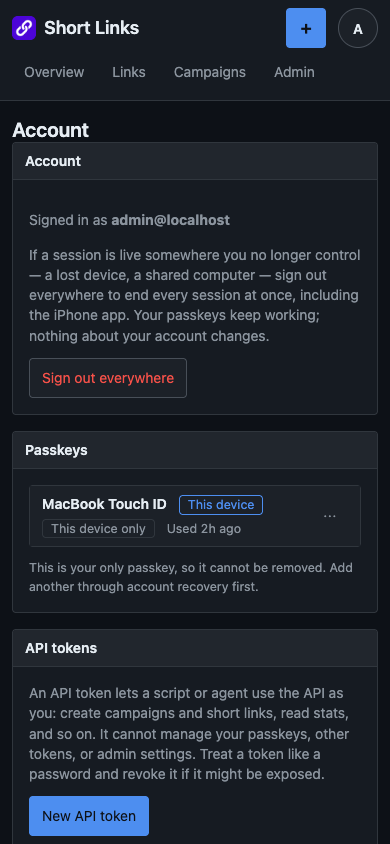 Short Links
+
A
Overview
Links
Campaigns
Admin
Account
Account
Signed in as admin@localhost
If a session is live somewhere you no longer control
— a lost device, a shared computer — sign out
everywhere to end every session at once, including
the iPhone app. Your passkeys keep working;
nothing about your account changes.
Sign out everywhere
Passkeys
MacBook Touch ID This device
This device only Used 2h ago
...
This is your only passkey, so it cannot be removed. Add
another through account recovery first.
API tokens
An API token lets a script or agent use the API as
you: create campaigns and short links, read stats,
and so on. It cannot manage your passkeys, other
tokens, or admin settings. Treat a token like a
password and revoke it if it might be exposed.
New API token